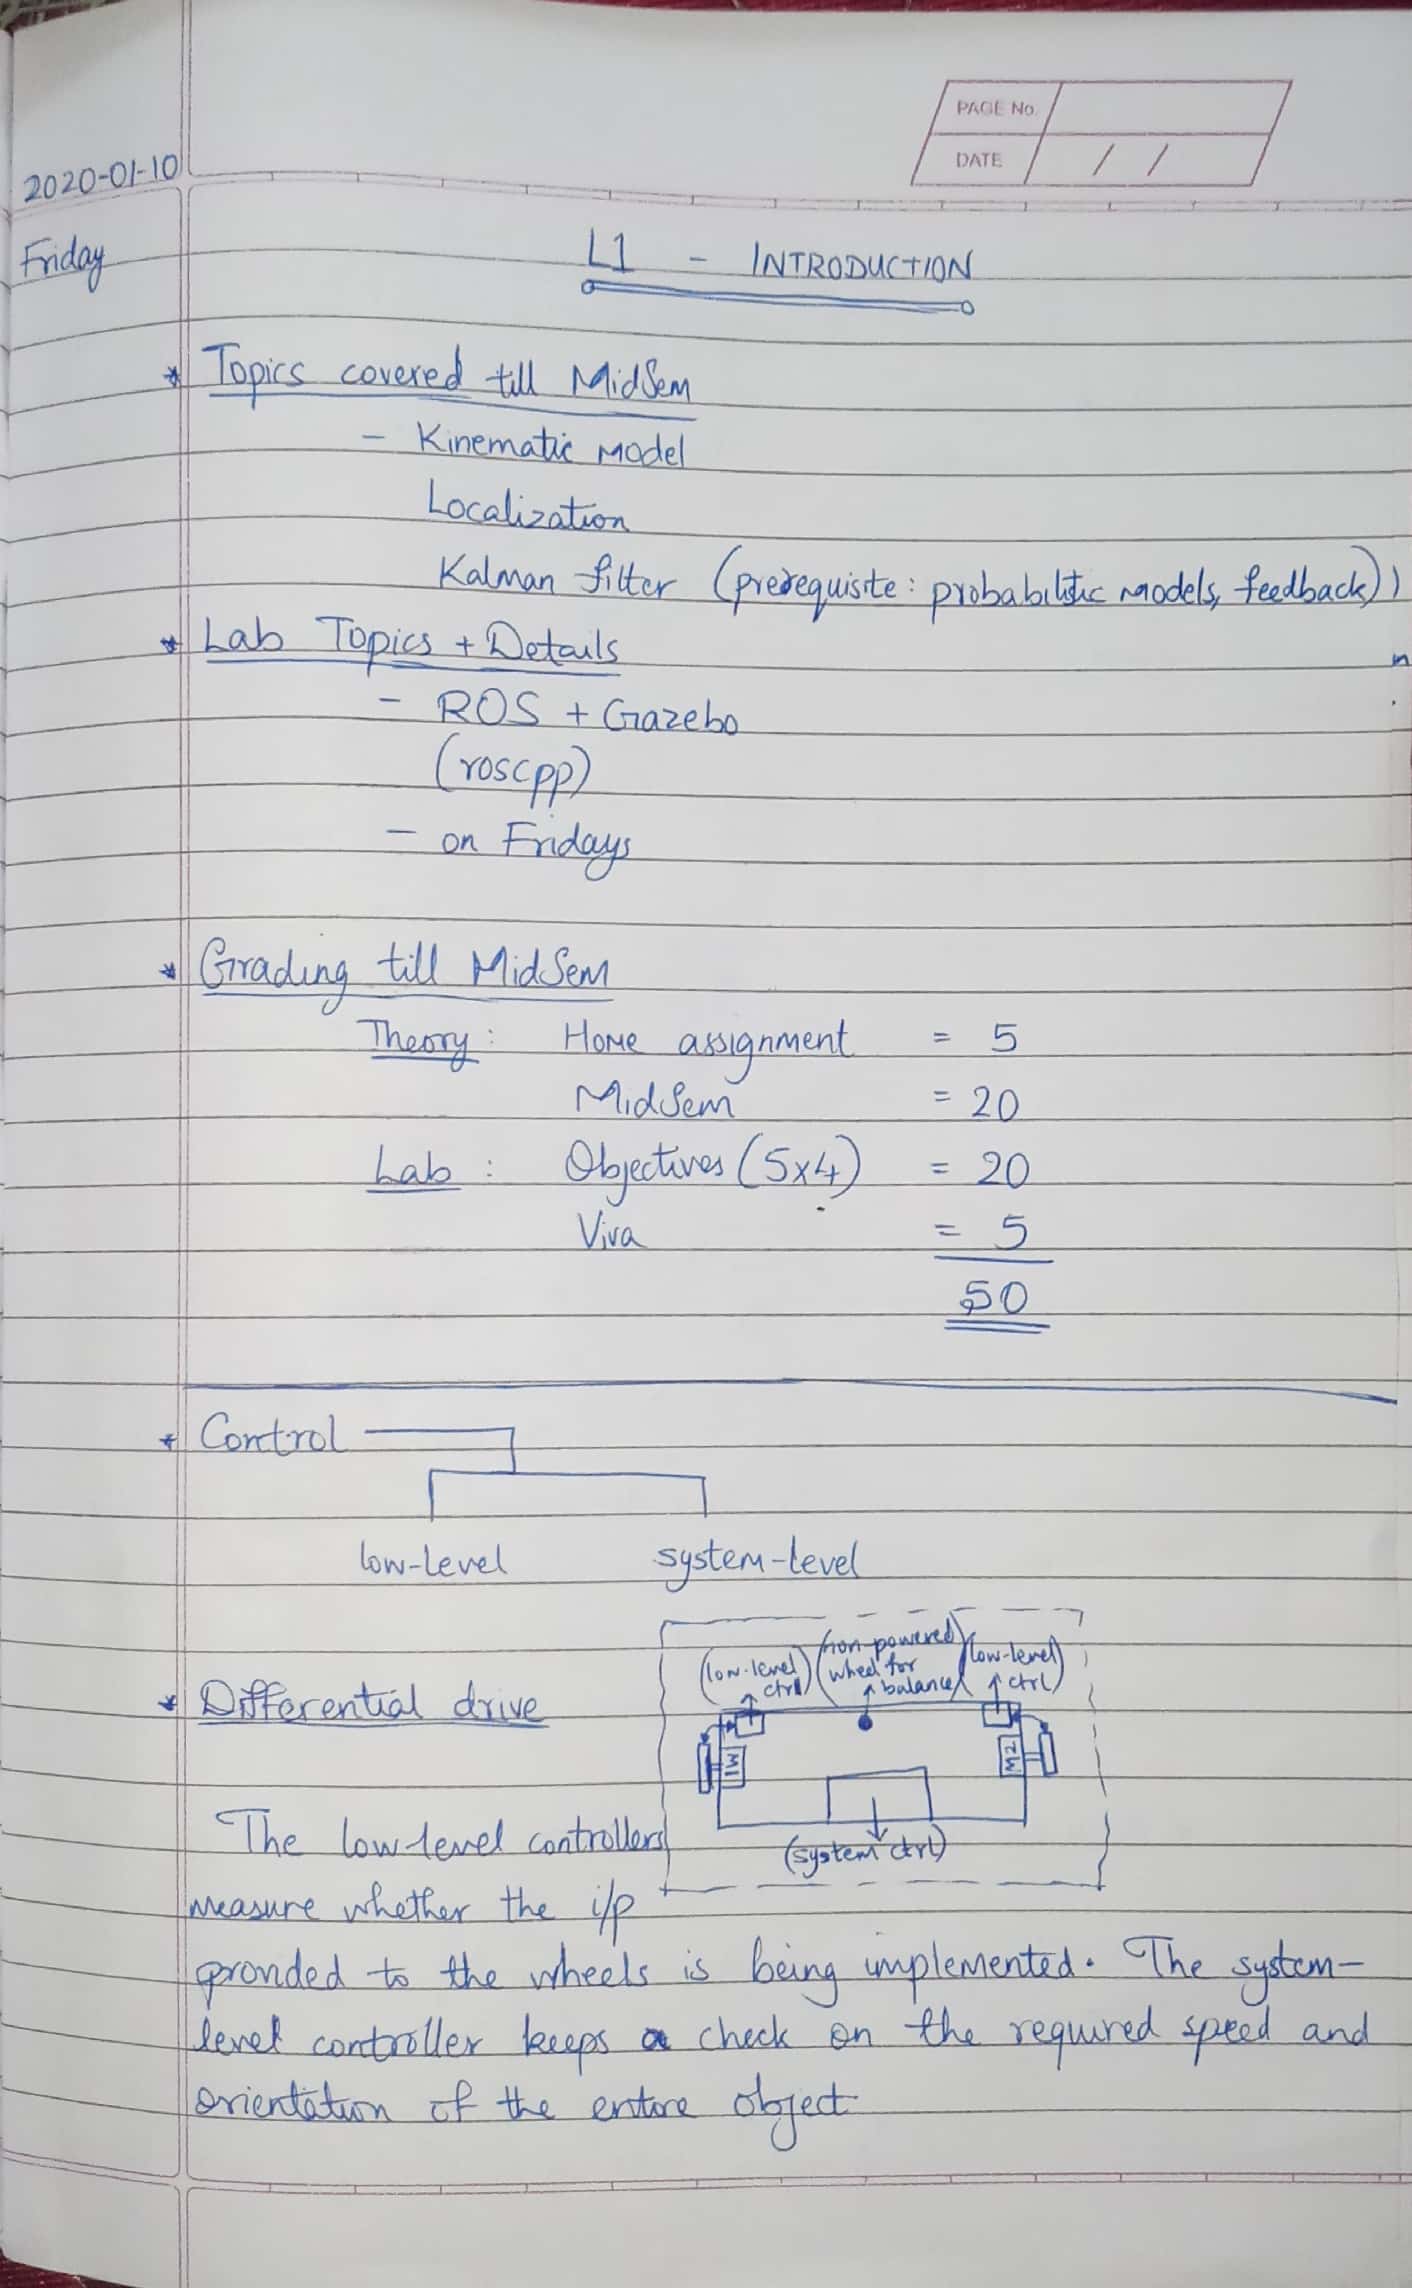 PAGE No.
DATE / /
2020-01-10
Friday
L1 - INTRODUCTION
* Topics covered till MidSem
- Kinematic Model
Localization
Kalman filter (prerequisite: probabilistic models, feedback))
* Lab Topics + Details
- ROS + Gazebo
(roscpp)
- on Fridays
* Grading till MidSem
Theory: Home assignment = 5
MidSem = 20
Lab : Objectives (5x4) = 20
Viva = 5
50
* Control
low-level system-level
* Differential drive
(low-level ctrl)
(non-powered wheel for balance)
(low-level ctrl)
M1
M2
(system ctrl)
The low-level controllers
measure whether the i/p
provided to the wheels is being implemented. The system-
level controller keeps a check on the required speed and
orientation of the entire object